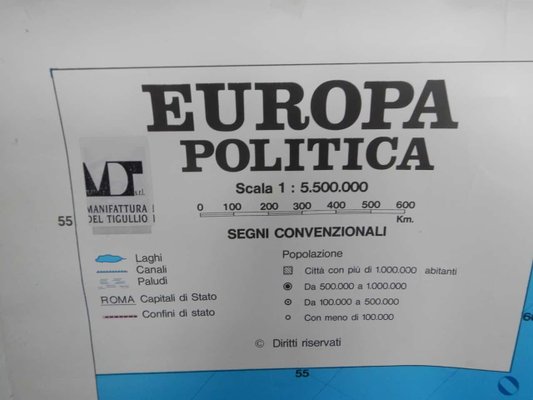 EUROPA
POLITICA
Scala 1 : 5.500.000
0 100 200 300 400 500 600
Km.
MDT s.r.l.
MANIFATTURA
DEL TIGULLIO
55
SEGNI CONVENZIONALI
Laghi
Canali
Paludi
ROMA Capitali di Stato
Confini di stato
Popolazione
Città con più di 1.000.000 abitanti
Da 500.000 a 1.000.000
Da 100.000 a 500.000
Con meno di 100.000
© Diritti riservati
55